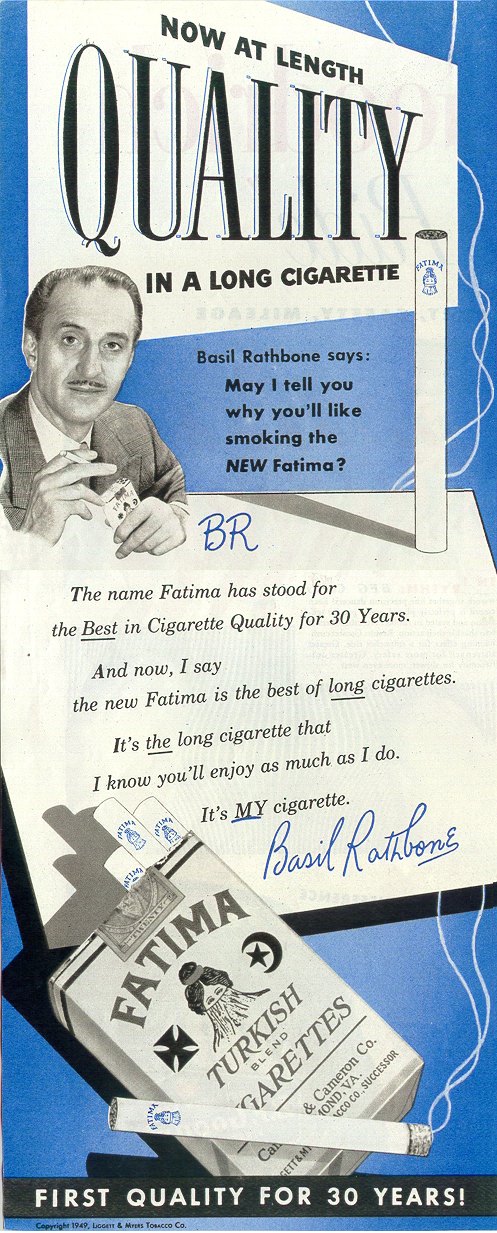 NOW AT LENGTH
QUALITY
IN A LONG CIGARETTE
FATIMA
Basil Rathbone says:
May I tell you
why you'll like
smoking the
NEW Fatima?
BR
The name Fatima has stood for
the Best in Cigarette Quality for 30 Years.
And now, I say
the new Fatima is the best of long cigarettes.
It's the long cigarette that
I know you'll enjoy as much as I do.
It's MY cigarette.
Basil Rathbone
FATIMA
FATIMA
FATIMA
FATIMA
TURKISH
BLEND
CIGARETTES
& Cameron Co.
MOND, VA.
CCO CO. SUCCESSOR
FATIMA
FIRST QUALITY FOR 30 YEARS!
Copyright 1949, LIGGETT & MYERS TOBACCO CO.